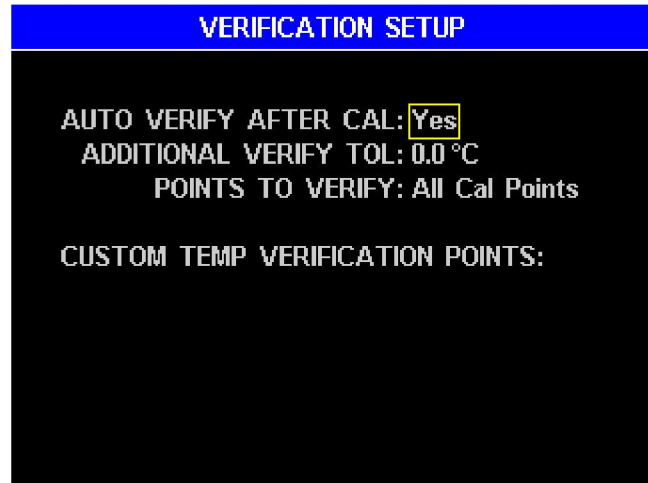 VERIFICATION SETUP
AUTO VERIFY AFTER CAL: Yes
ADDITIONAL VERIFY TOL: 0.0 °C
POINTS TO VERIFY: All Cal Points
CUSTOM TEMP VERIFICATION POINTS: